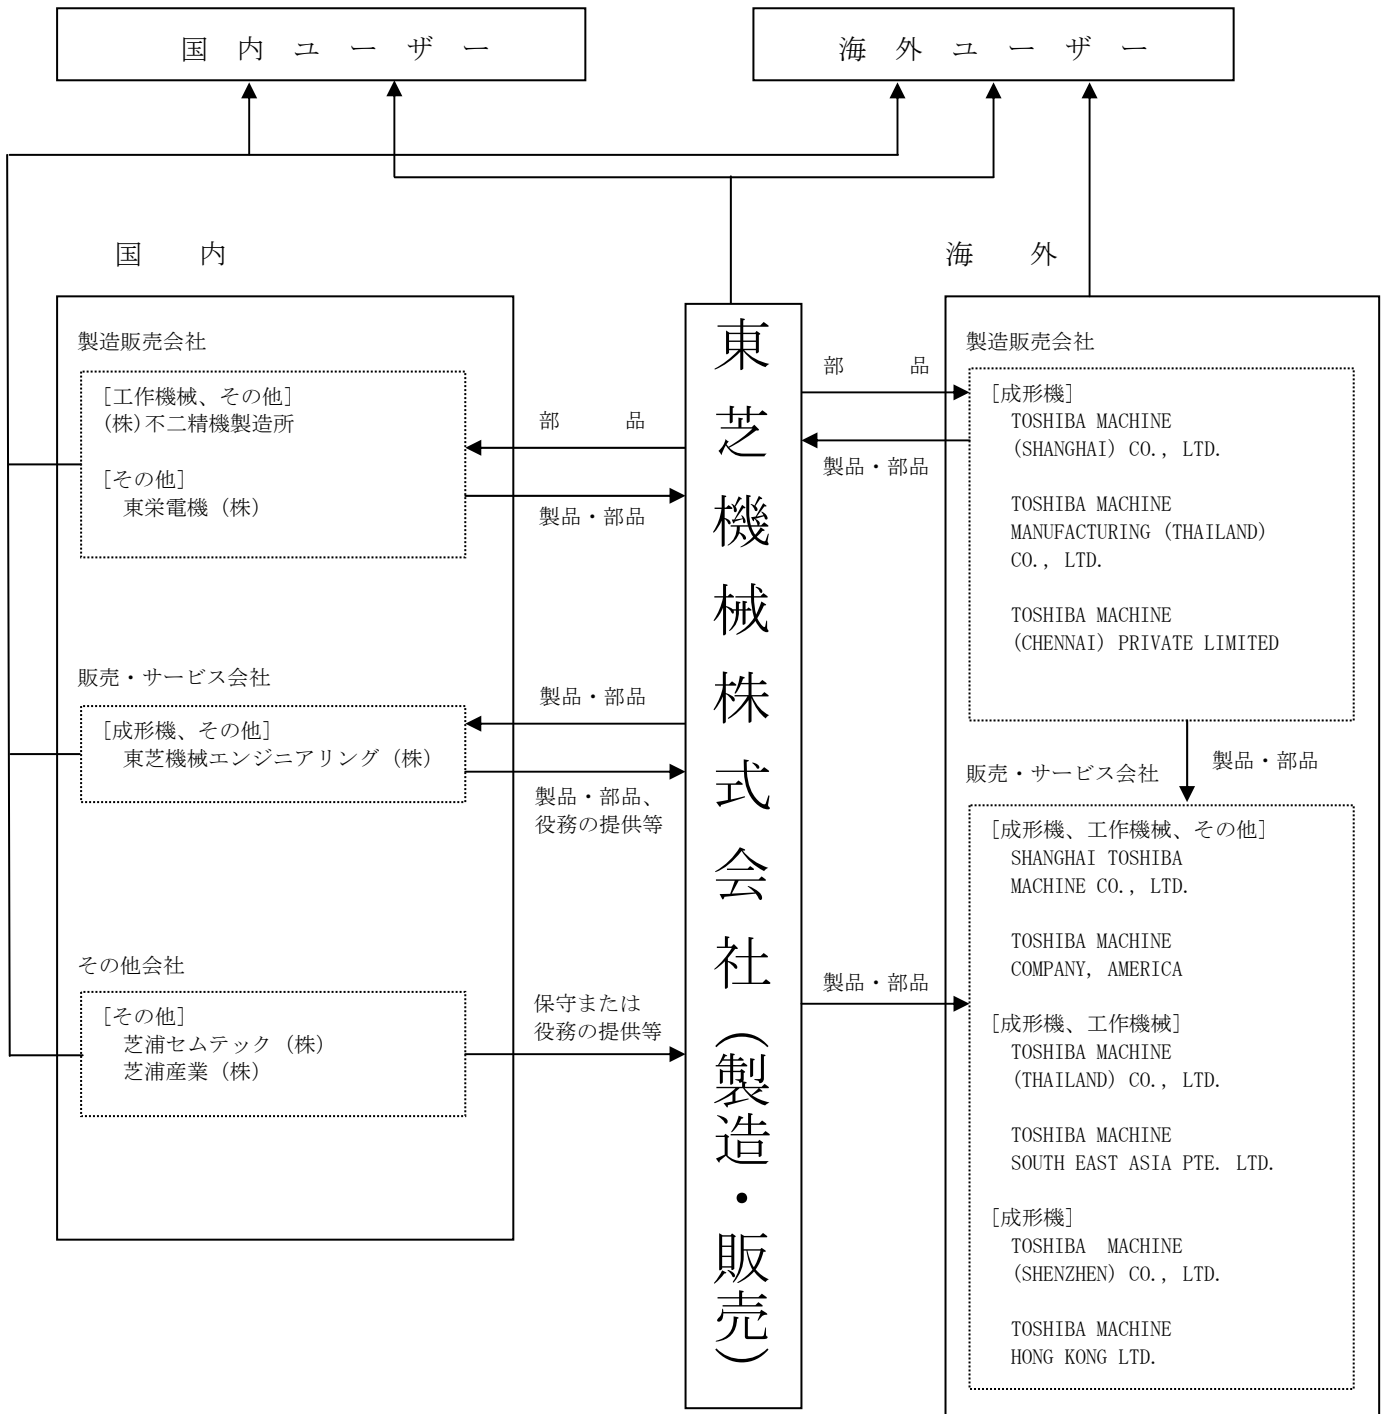 国 内 ユ ー ザ ー
海 外 ユ ー ザ ー
国 内
製造販売会社
[工作機械、その他]
(株)不二精機製造所
[その他]
東栄電機(株)
販売・サービス会社
[成形機、その他]
東芝機械エンジニアリング(株)
その他会社
[その他]
芝浦セムテック(株)
芝浦産業(株)
部 品
製品・部品
製品・部品
製品・部品、
役務の提供等
保守または
役務の提供等
東芝機械株式会社(製造・販売)
部 品
製品・部品
製品・部品
海 外
製造販売会社
[成形機]
TOSHIBA MACHINE
(SHANGHAI) CO., LTD.
TOSHIBA MACHINE
MANUFACTURING (THAILAND)
CO., LTD.
TOSHIBA MACHINE
(CHENNAI) PRIVATE LIMITED
製品・部品
販売・サービス会社
[成形機、工作機械、その他]
SHANGHAI TOSHIBA
MACHINE CO., LTD.
TOSHIBA MACHINE
COMPANY, AMERICA
[成形機、工作機械]
TOSHIBA MACHINE
(THAILAND) CO., LTD.
TOSHIBA MACHINE
SOUTH EAST ASIA PTE. LTD.
[成形機]
TOSHIBA MACHINE
(SHENZHEN) CO., LTD.
TOSHIBA MACHINE
HONG KONG LTD.